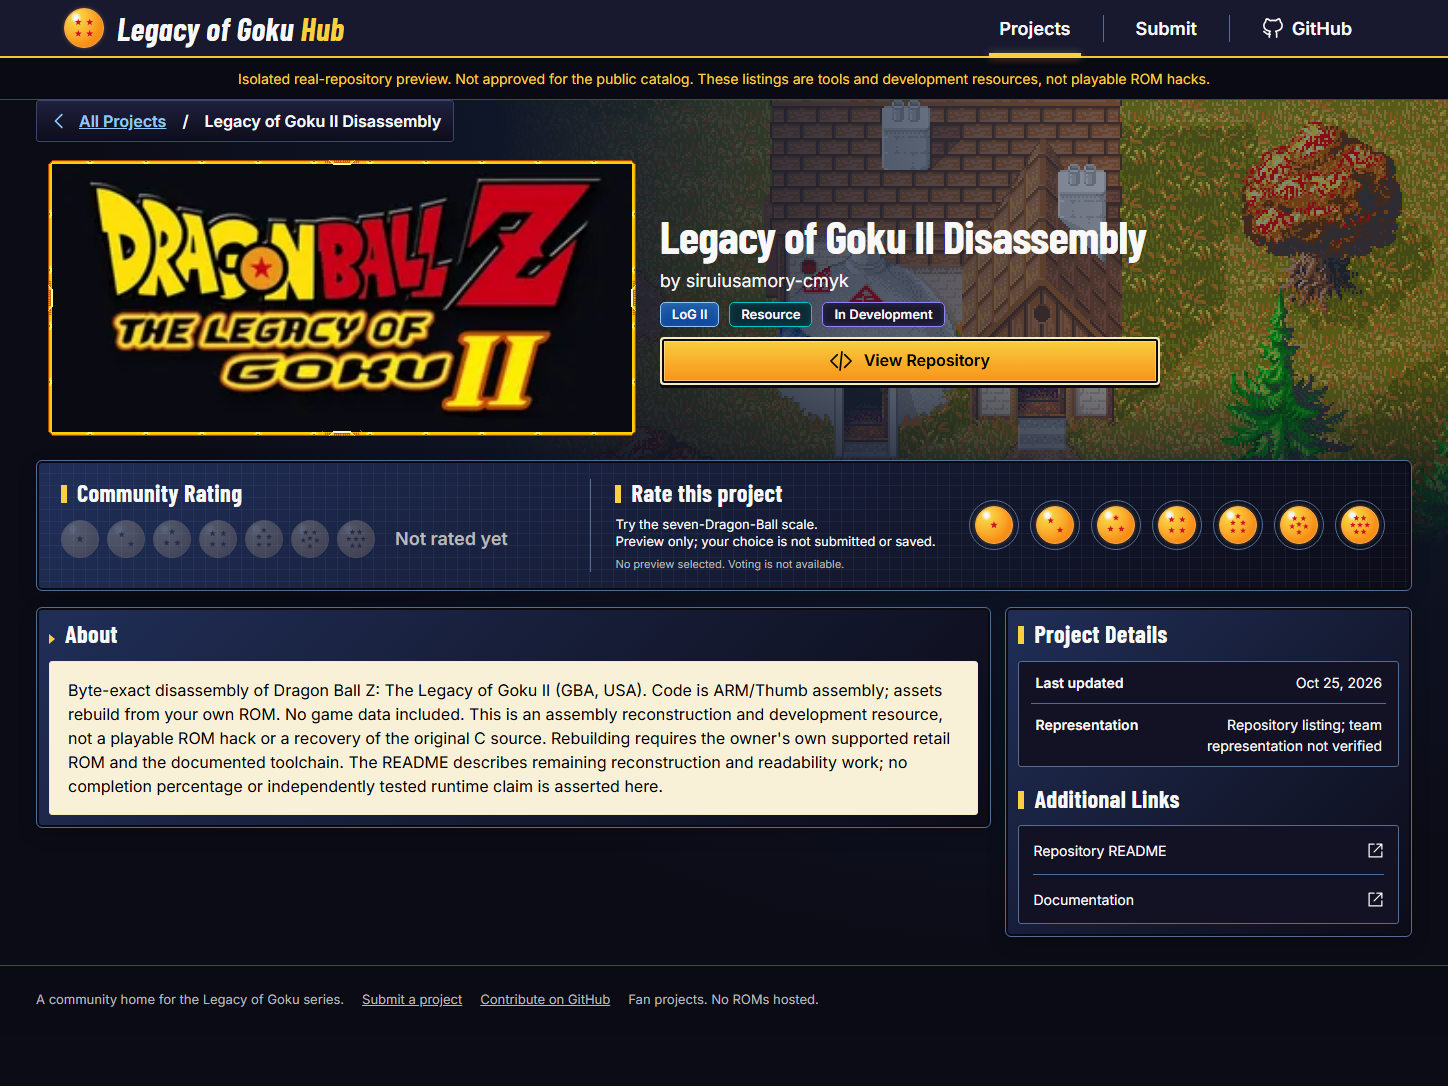 Legacy of Goku Hub
Projects
Submit
GitHub
Isolated real-repository preview. Not approved for the public catalog. These listings are tools and development resources, not playable ROM hacks.
All Projects / Legacy of Goku II Disassembly
DRAGON BALL Z
THE LEGACY OF
GOKU II
Legacy of Goku II Disassembly
by siruiusamory-cmyk
LoG II
Resource
In Development
View Repository
Community Rating
Not rated yet
Rate this project
Try the seven-Dragon-Ball scale.
Preview only; your choice is not submitted or saved.
No preview selected. Voting is not available.
About
Byte-exact disassembly of Dragon Ball Z: The Legacy of Goku II (GBA, USA). Code is ARM/Thumb assembly; assets
rebuild from your own ROM. No game data included. This is an assembly reconstruction and development resource,
not a playable ROM hack or a recovery of the original C source. Rebuilding requires the owner's own supported retail
ROM and the documented toolchain. The README describes remaining reconstruction and readability work; no
completion percentage or independently tested runtime claim is asserted here.
Project Details
Last updated
Oct 25, 2026
Representation
Repository listing; team
representation not verified
Additional Links
Repository README
Documentation
A community home for the Legacy of Goku series.
Submit a project
Contribute on GitHub
Fan projects. No ROMs hosted.